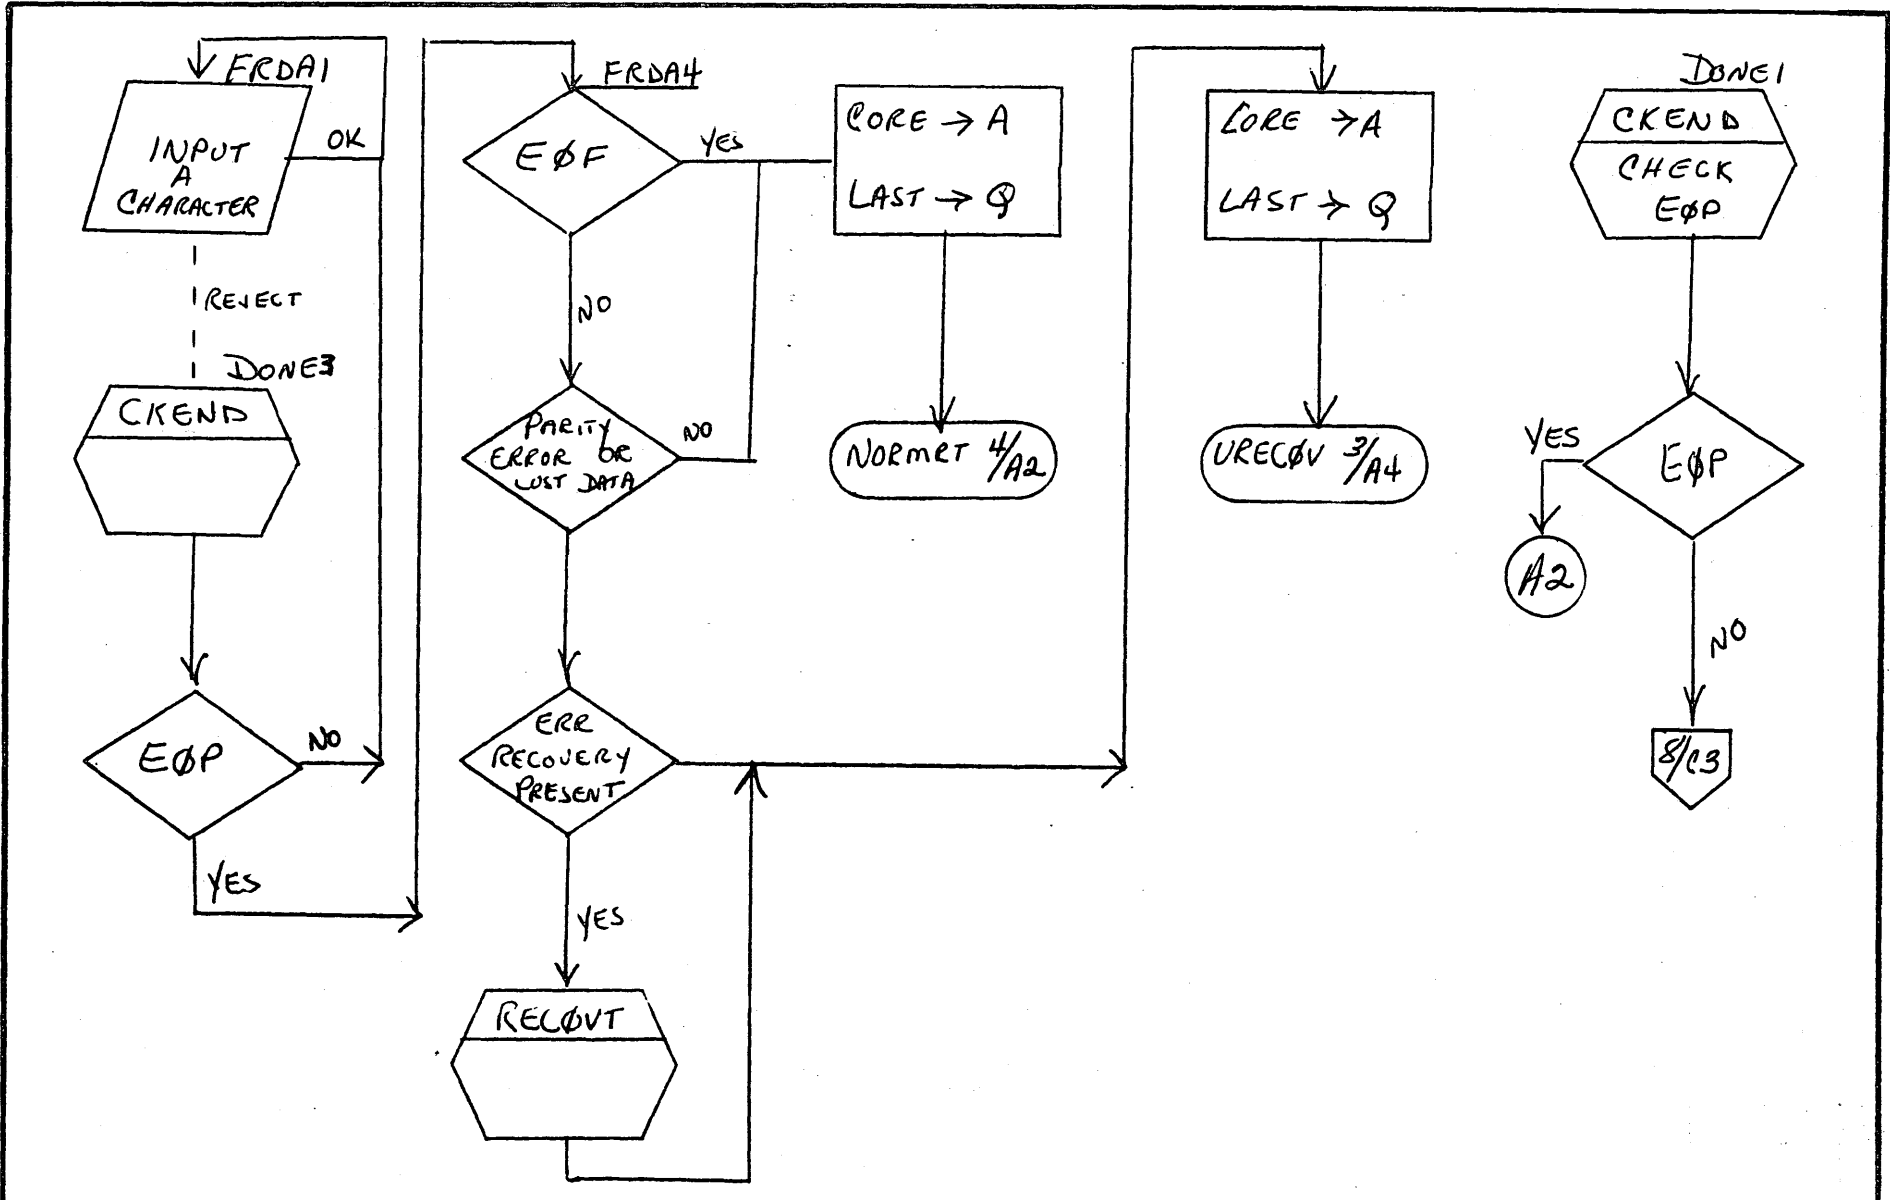 FRDA1
INPUT
A
CHARACTER
OK
REJECT
DONE3
CKEND
EØP
NO
YES
FRDA4
EØF
YES
NO
PARITY
ERROR OR
LOST DATA
NO
ERR
RECOVERY
PRESENT
YES
RECØVT
CORE → A
LAST → Q
NORMRT 4/A2
CORE → A
LAST → Q
URECØV 3/A4
DONE1
CKEND
CHECK
EØP
EØP
YES
A2
NO
8/C3